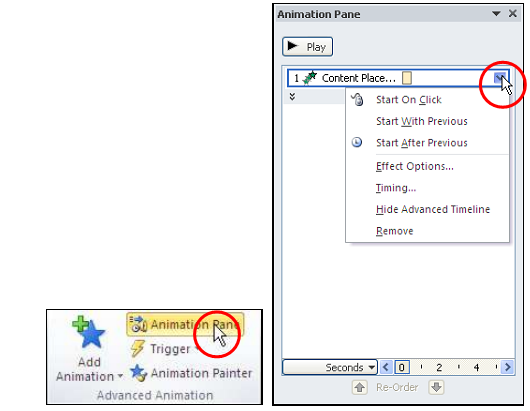 Animation Pane
Play
1 Content Place...
Start On Click
Start With Previous
Start After Previous
Effect Options...
Timing...
Hide Advanced Timeline
Remove
Seconds 0 2 4
Re-Order
Add
Animation
Animation Pane
Trigger
Animation Painter
Advanced Animation